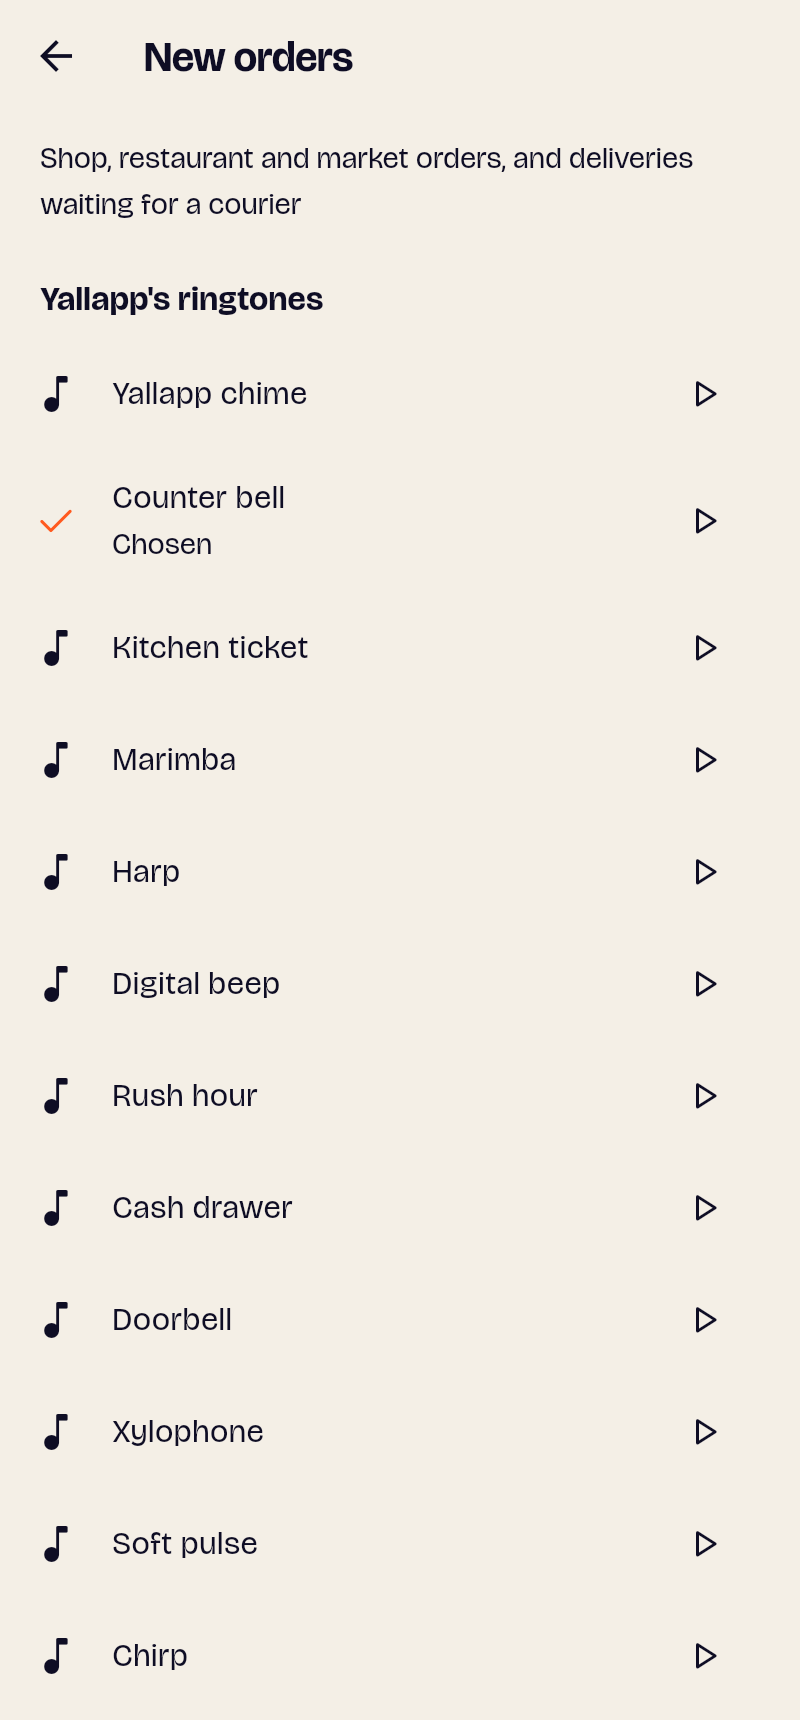 New orders
Shop, restaurant and market orders, and deliveries
waiting for a courier
Yallapp's ringtones
Yallapp chime
Counter bell
Chosen
Kitchen ticket
Marimba
Harp
Digital beep
Rush hour
Cash drawer
Doorbell
Xylophone
Soft pulse
Chirp